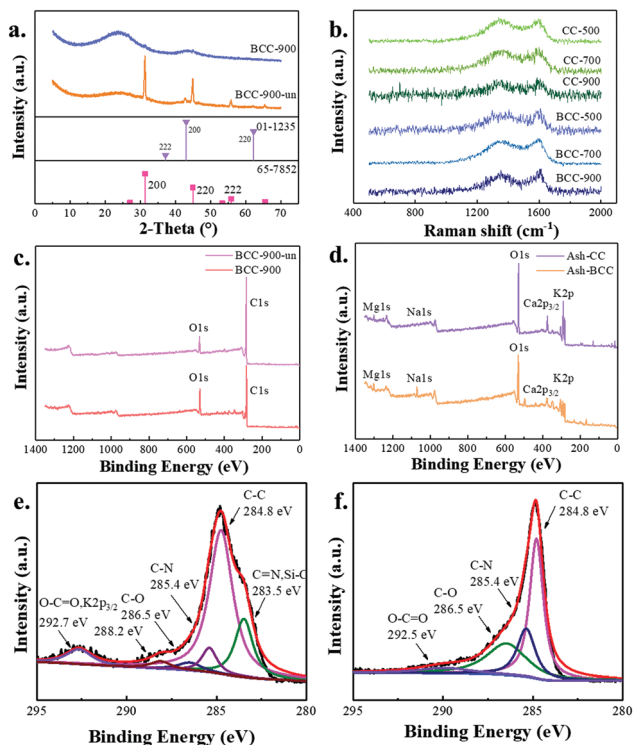 a.
Intensity (a.u.)
BCC-900
BCC-900-un
01-1235
200
222
220
65-7852
200
220
222
0 10 20 30 40 50 60 70
2-Theta (°)
b.
Intensity (a.u.)
CC-500
CC-700
CC-900
BCC-500
BCC-700
BCC-900
400 800 1200 1600 2000
Raman shift (cm-1)
c.
Intensity (a.u.)
BCC-900-un
BCC-900
C1s
O1s
O1s
C1s
1400 1200 1000 800 600 400 200 0
Binding Energy (eV)
d.
Intensity (a.u.)
Ash-CC
Ash-BCC
O1s
K2p
Ca2p3/2
Mg1s
Na1s
O1s
Mg1s
Na1s
K2p
Ca2p3/2
1400 1200 1000 800 600 400 200 0
Binding Energy (eV)
e
Intensity (a.u.)
C-C
284.8 eV
C-N
285.4 eV
C=N,Si-C
283.5 eV
C-O
286.5 eV
288.2 eV
O-C=O,K2p3/2
292.7 eV
295 290 285 280
Binding Energy (eV)
f.
Intensity (a.u.)
C-C
284.8 eV
C-N
285.4 eV
C-O
286.5 eV
O-C=O
292.5 eV
295 290 285 280
Binding Energy (eV)